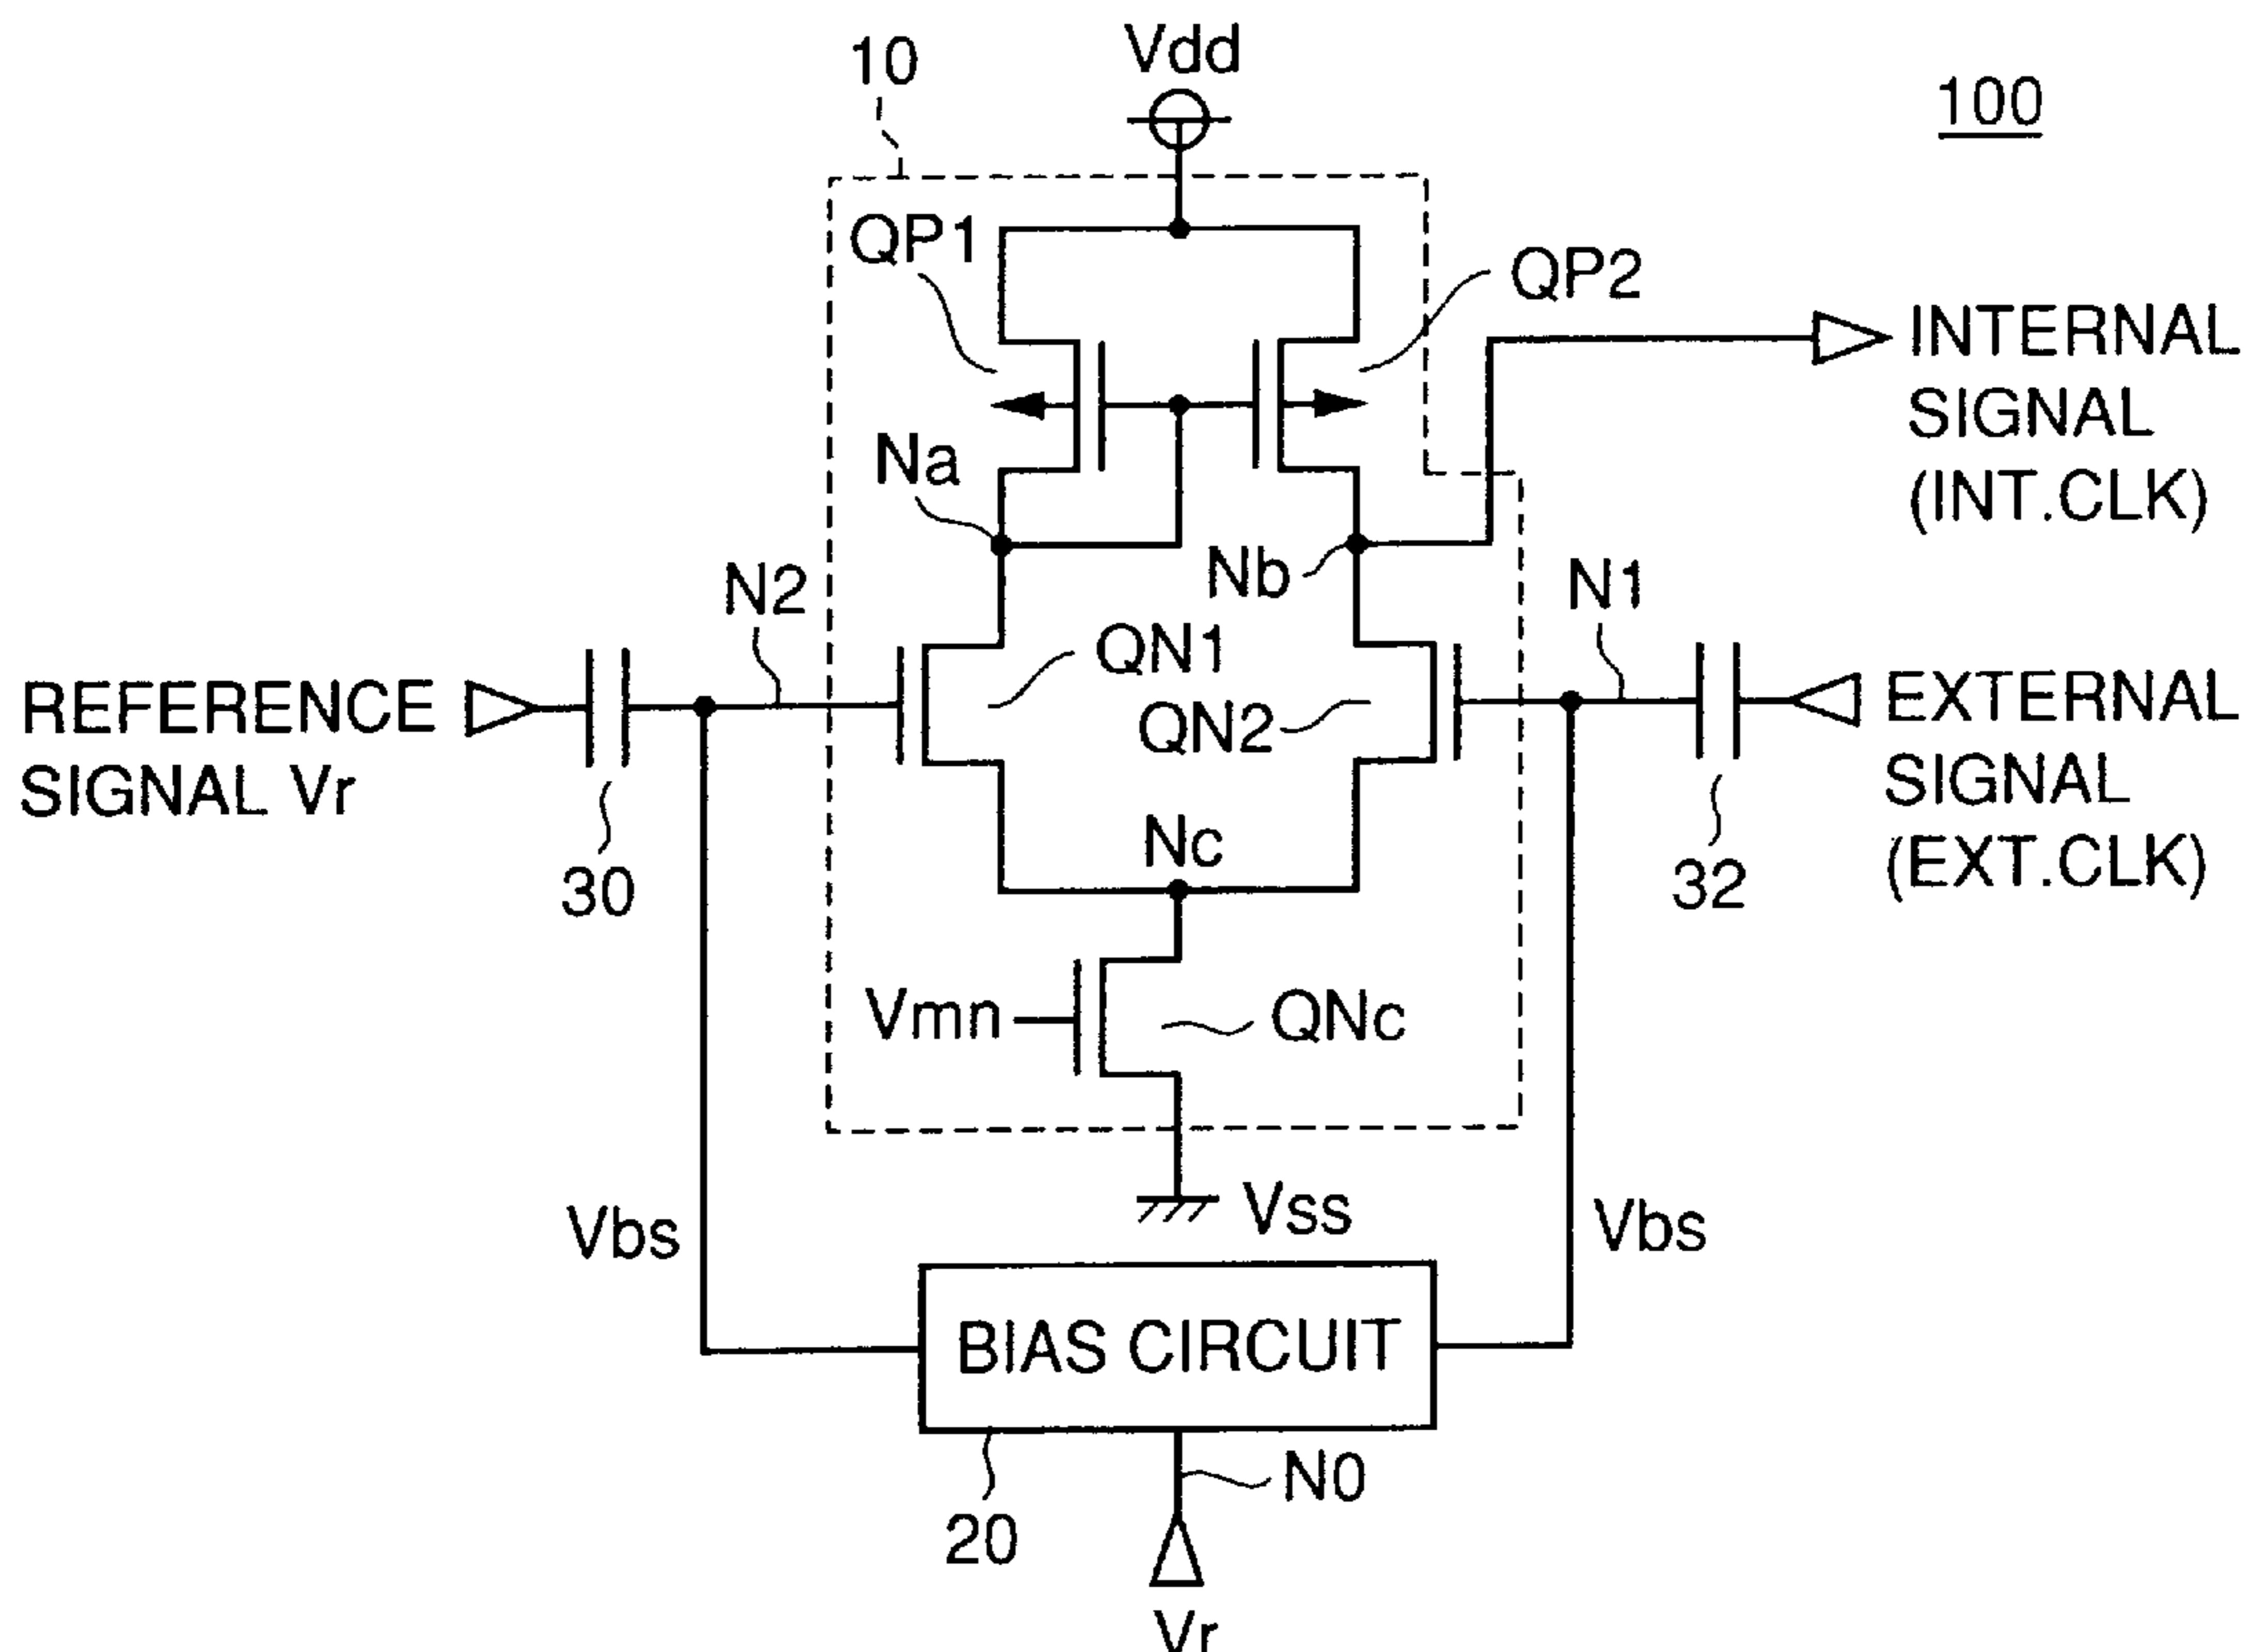 10
Vdd
100
QP1
QP2
INTERNAL
SIGNAL
(INT.CLK)
Na
Nb
N2
N1
QN1
QN2
REFERENCE
SIGNAL Vr
EXTERNAL
SIGNAL
(EXT.CLK)
30
Nc
32
Vmn
QNc
Vbs
Vss
Vbs
BIAS CIRCUIT
20
N0
Vr